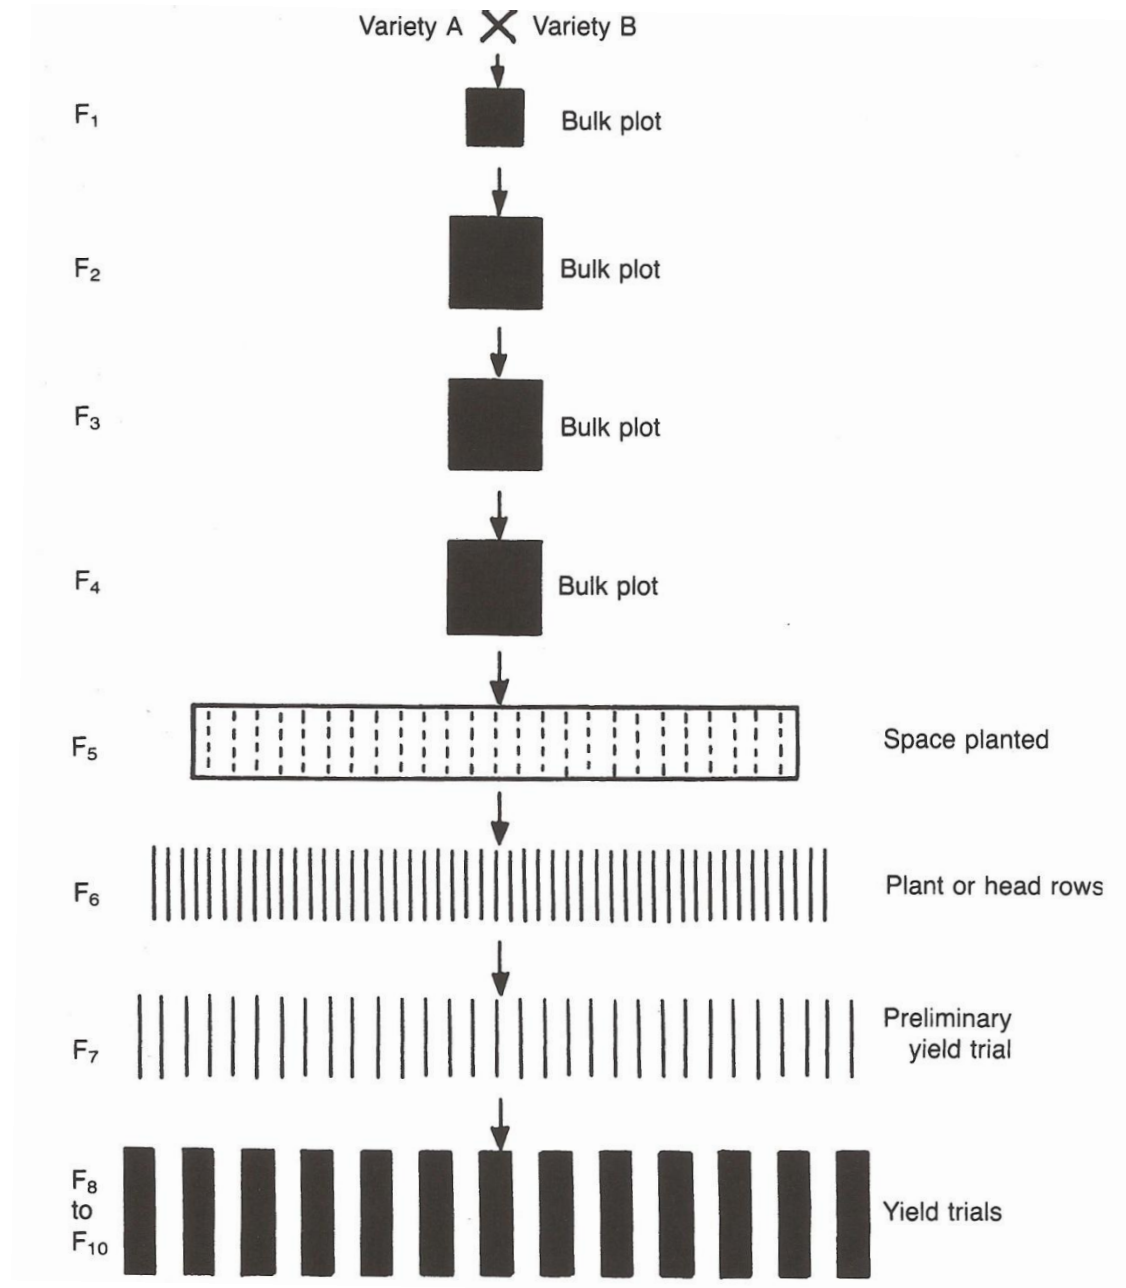 Variety A X Variety B
F₁ Bulk plot
F₂ Bulk plot
F₃ Bulk plot
F₄ Bulk plot
F₅ Space planted
F₆ Plant or head rows
F₇ Preliminary
yield trial
F₈
to
F₁₀
Yield trials